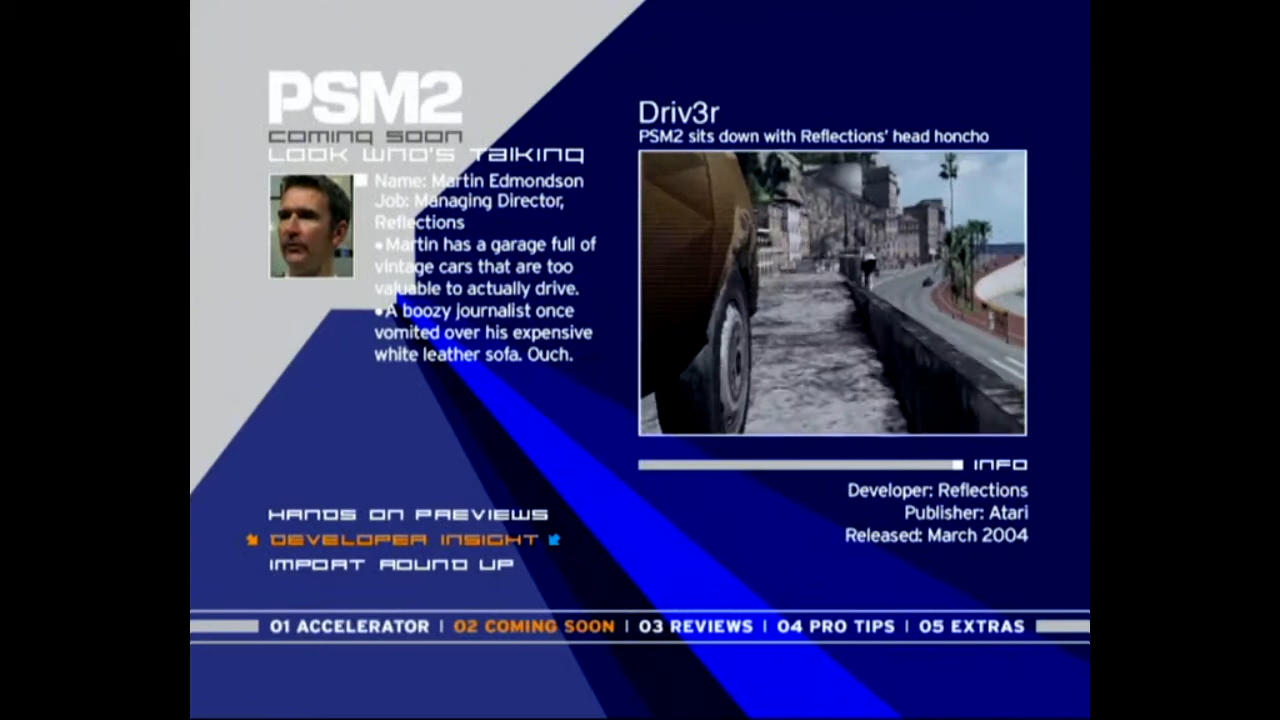 PSM2
COMING SOON
LOOK WHO'S TALKING
Name: Martin Edmondson
Job: Managing Director,
Reflections
•Martin has a garage full of
vintage cars that are too
valuable to actually drive.
•A boozy journalist once
vomited over his expensive
white leather sofa. Ouch.
Driv3r
PSM2 sits down with Reflections' head honcho
INFO
Developer: Reflections
Publisher: Atari
Released: March 2004
HANDS ON PREVIEWS
DEVELOPER INSIGHT
IMPORT ROUND UP
01 ACCELERATOR | 02 COMING SOON | 03 REVIEWS | 04 PRO TIPS | 05 EXTRAS